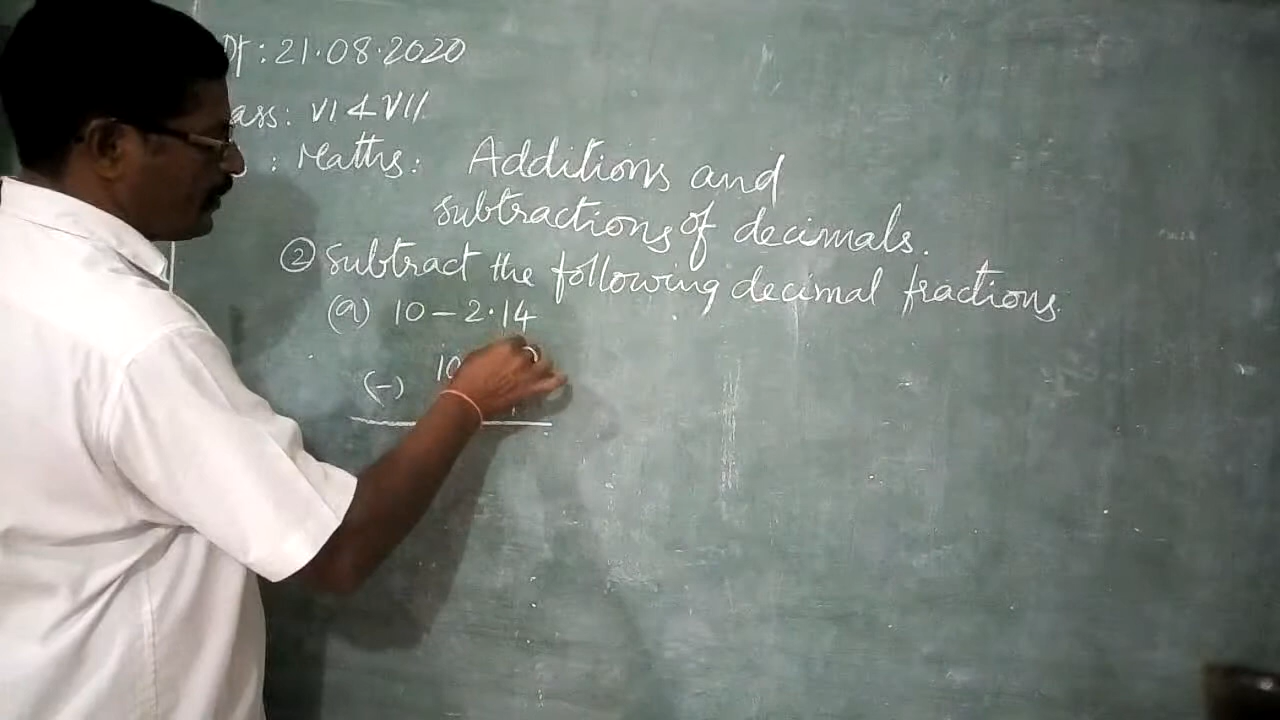 Dt: 21.08.2020
ass: VI & VII
: Maths: Additions and
subtractions of decimals.
② Subtract the following decimal fractions.
(a) 10 - 2.14
10
(-)